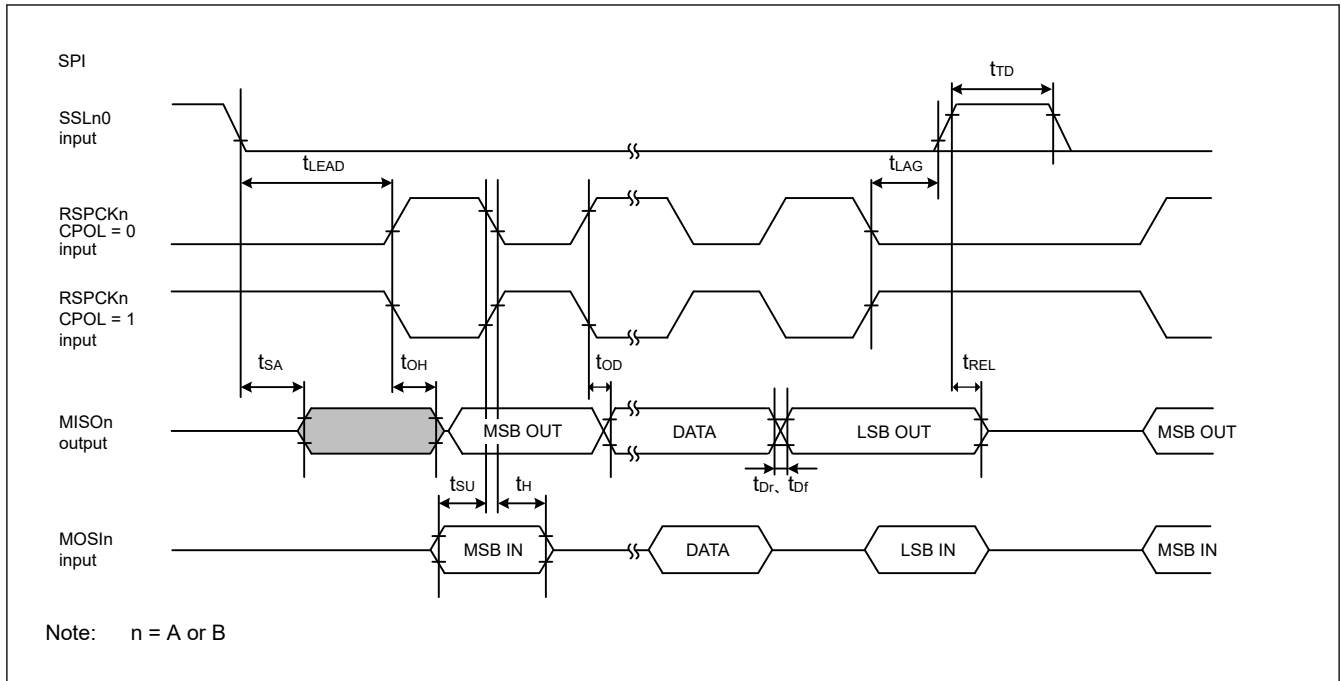 SPI
tTD
SSLn0
input
tLEAD
tLAG
RSPCKn
CPOL = 0
input
RSPCKn
CPOL = 1
input
tSA
tOH
tOD
tREL
MISOn
output
MSB OUT
DATA
LSB OUT
MSB OUT
tSU
tH
tDr、 tDf
MOSIn
input
MSB IN
DATA
LSB IN
MSB IN
Note: n = A or B